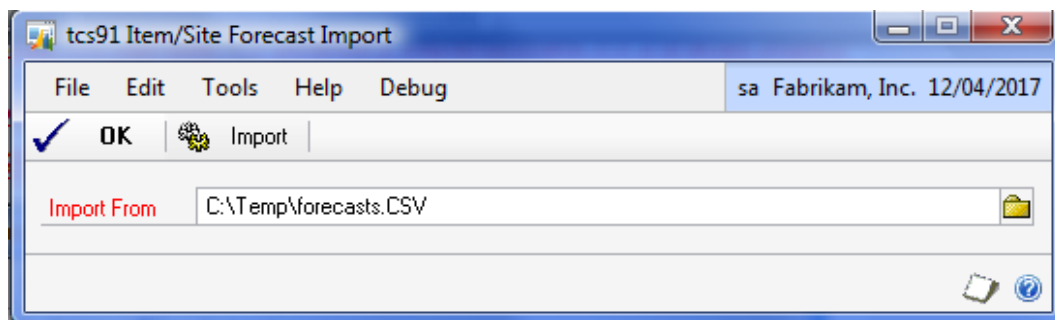 tcs91 Item/Site Forecast Import
File Edit Tools Help Debug sa Fabrikam, Inc. 12/04/2017
OK Import
Import From C:\Temp\forecasts.CSV